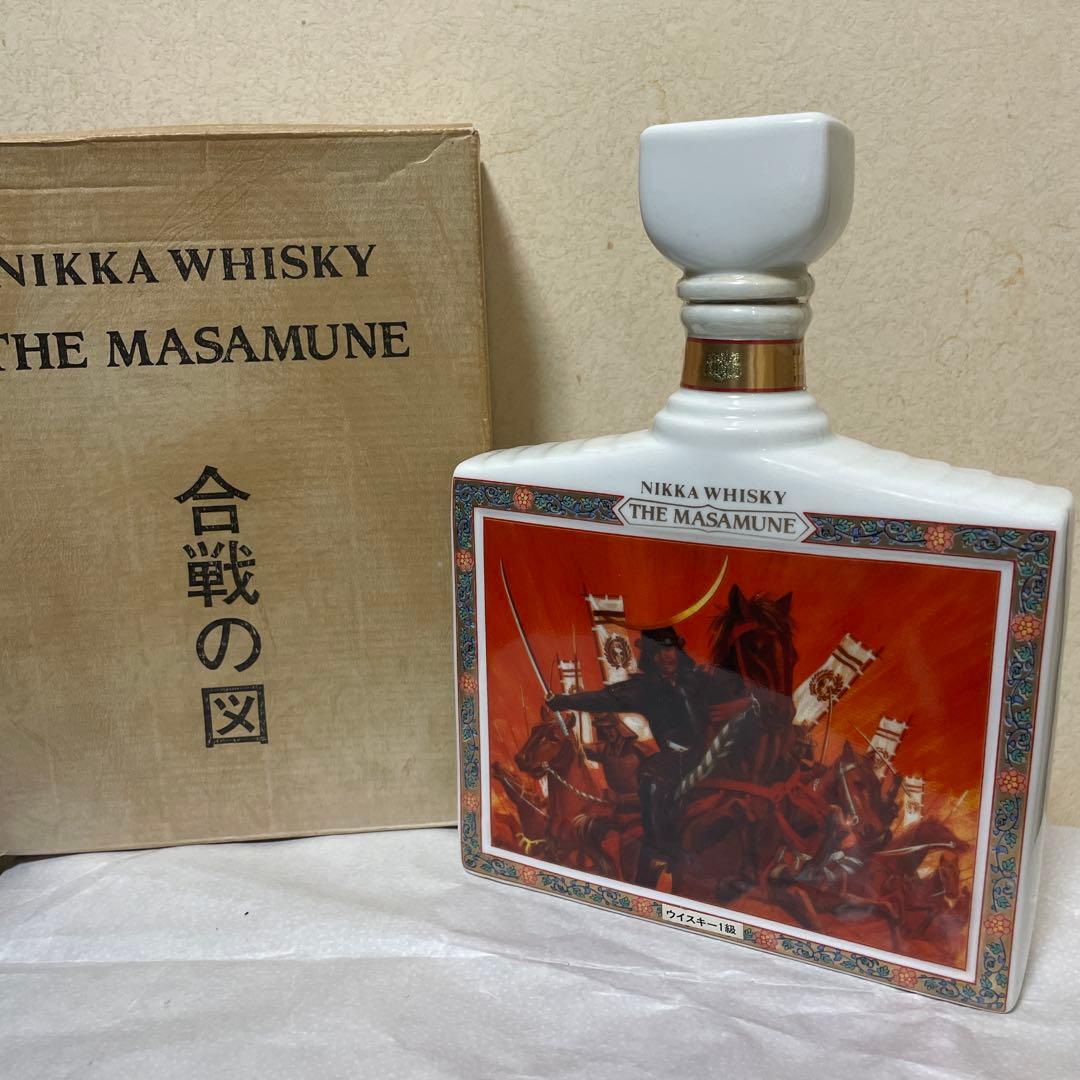 NIKKA WHISKY
THE MASAMUNE
合戦の図
NIKKA WHISKY
THE MASAMUNE
ウイスキー1級